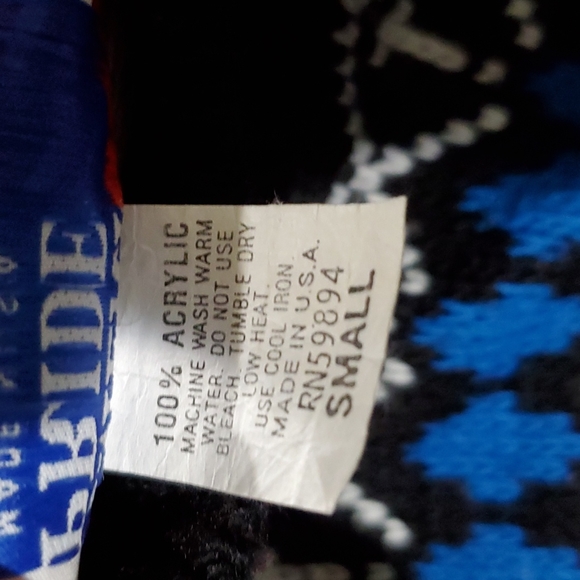 PRIDE
100% ACRYLIC
MACHINE WASH WARM
WATER. DO NOT USE
BLEACH. TUMBLE DRY
LOW HEAT.
USE COOL IRON.
MADE IN U.S.A.
RN59894
SMALL